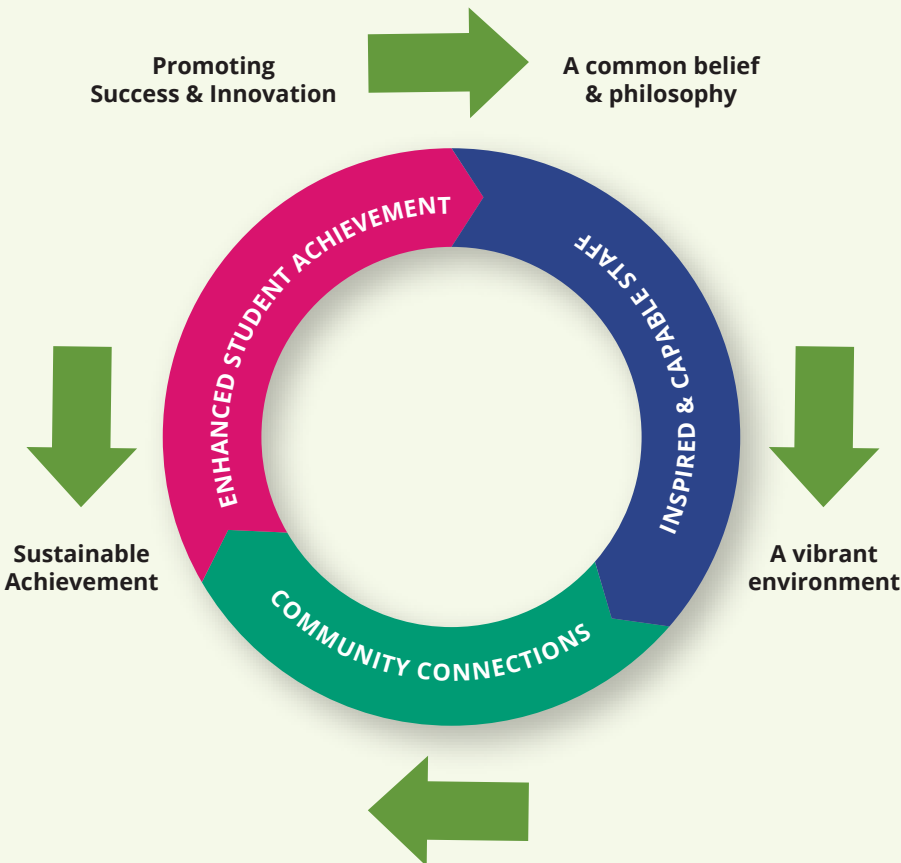 Promoting
Success & Innovation
A common belief
& philosophy
ENHANCED STUDENT ACHIEVEMENT
INSPIRED & CAPABLE STAFF
Sustainable
Achievement
A vibrant
environment
COMMUNITY CONNECTIONS